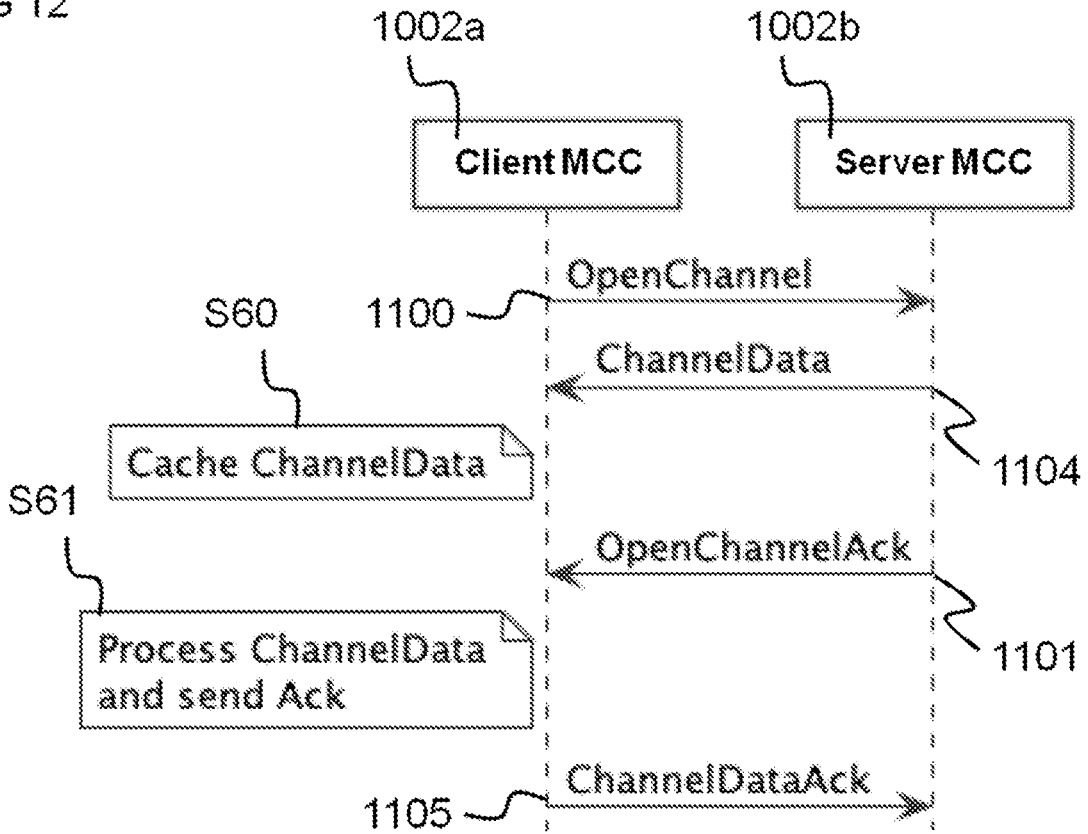 G 12
1002a
1002b
Client MCC
Server MCC
OpenChannel
S60
1100
ChannelData
Cache ChannelData
1104
S61
OpenChannelAck
Process ChannelData
and send Ack
1101
ChannelDataAck
1105